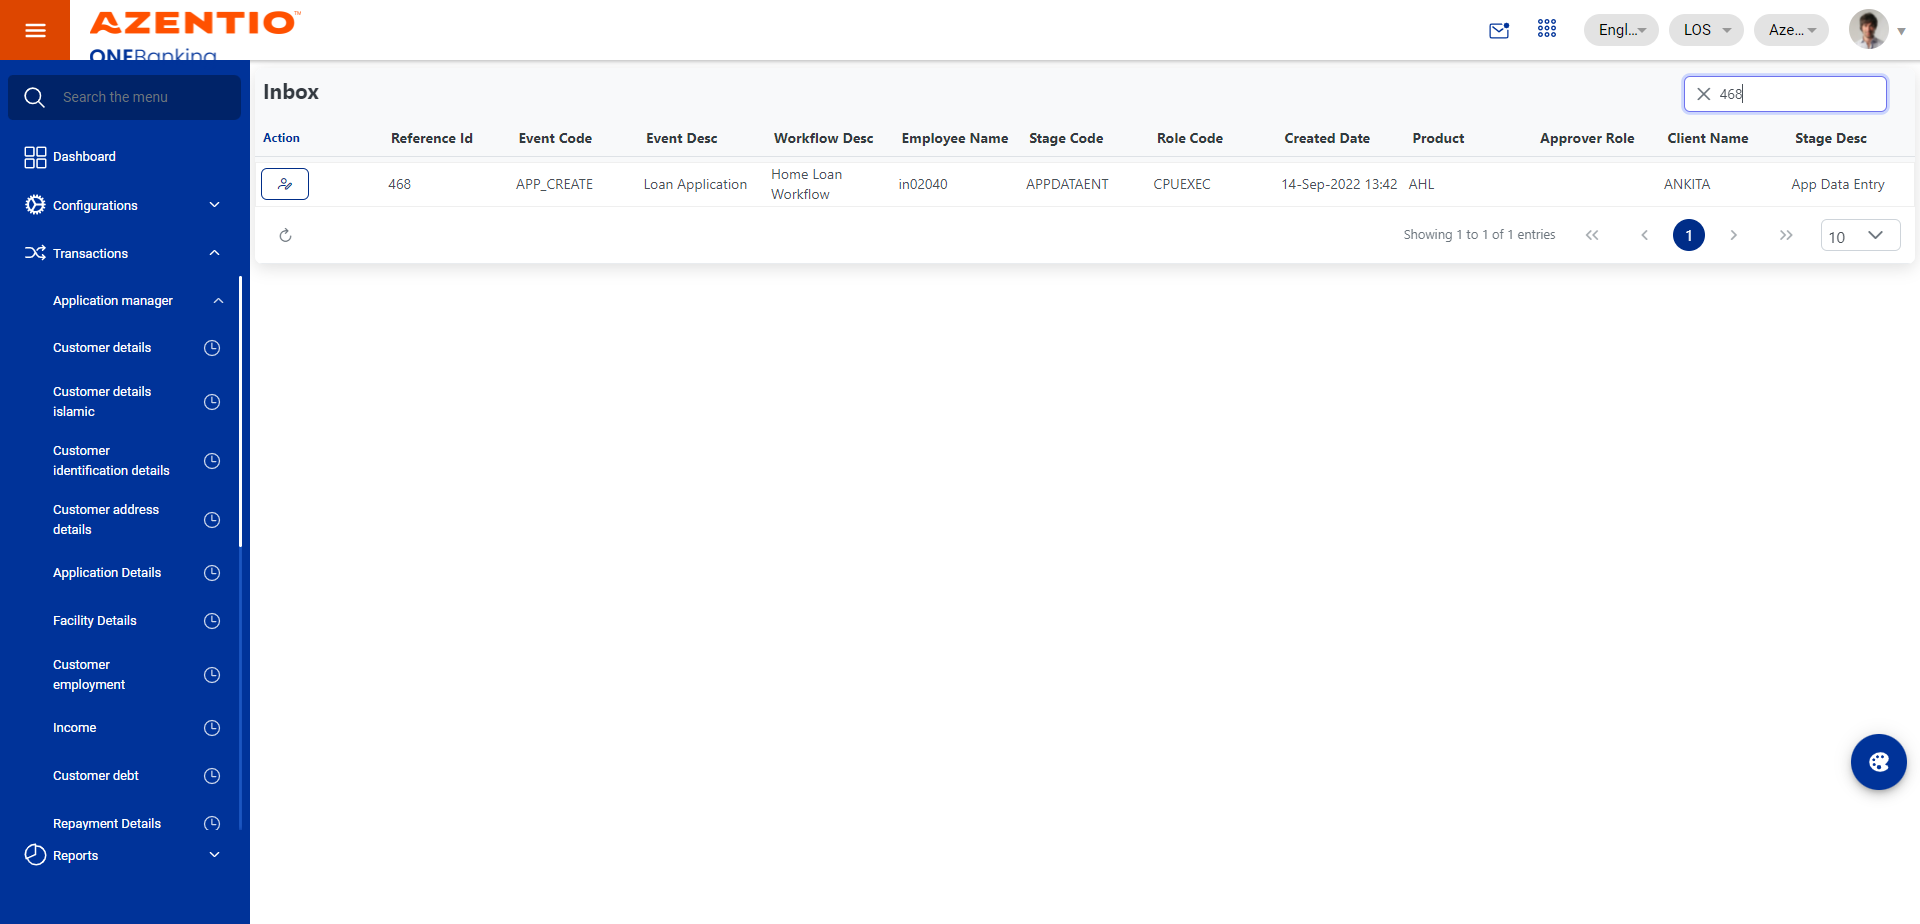 AZENTIO™
ONEBanking
Engl...
LOS
Aze...
Search the menu
Dashboard
Configurations
Transactions
Application manager
Customer details
Customer details
islamic
Customer
identification details
Customer address
details
Application Details
Facility Details
Customer
employment
Income
Customer debt
Repayment Details
Reports
Inbox
468
Action Reference Id Event Code Event Desc Workflow Desc Employee Name Stage Code Role Code Created Date Product Approver Role Client Name Stage Desc
468 APP_CREATE Loan Application Home Loan Workflow in02040 APPDATAENT CPUEXEC 14-Sep-2022 13:42 AHL ANKITA App Data Entry
Showing 1 to 1 of 1 entries
1
10